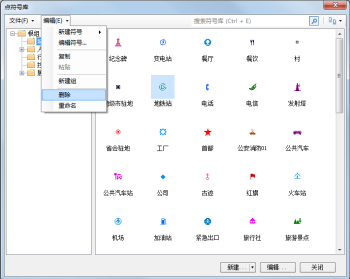 点符号库
文件(F) 编辑(E) 搜索符号库(Ctrl + E)
根组
新建符号
编辑符号...
复制
粘贴
新建组
删除
重命名
纪念碑 变电站 餐厅 餐饮 村
地铁站 电话 电信 发射塔
省会驻地 工厂 首都 公安消防01 公共汽车
公共汽车站 公司 古迹 红旗 火车站
机场 加油站 紧急出口 旅行社 旅游景点
新建 编辑... 关闭